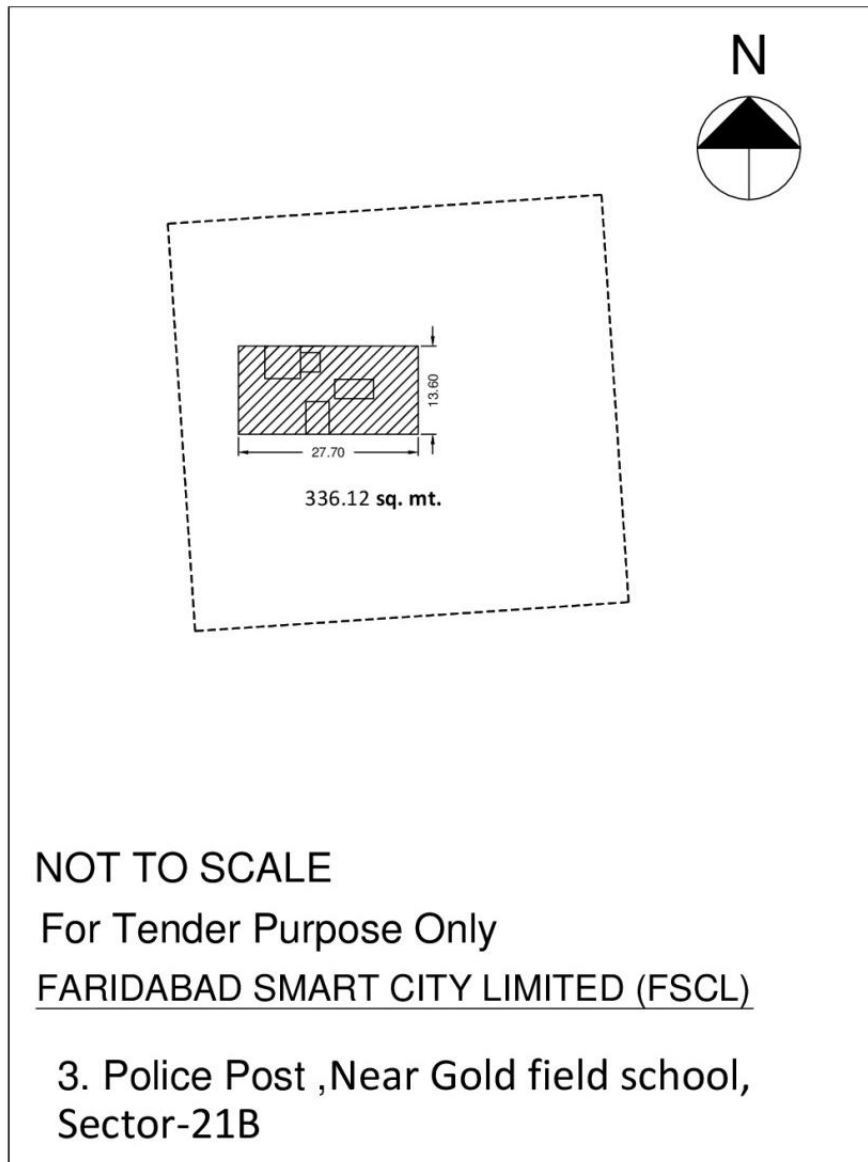 N
13.60
27.70
336.12 sq. mt.
NOT TO SCALE
For Tender Purpose Only
FARIDABAD SMART CITY LIMITED (FSCL)
3. Police Post ,Near Gold field school,
Sector-21B